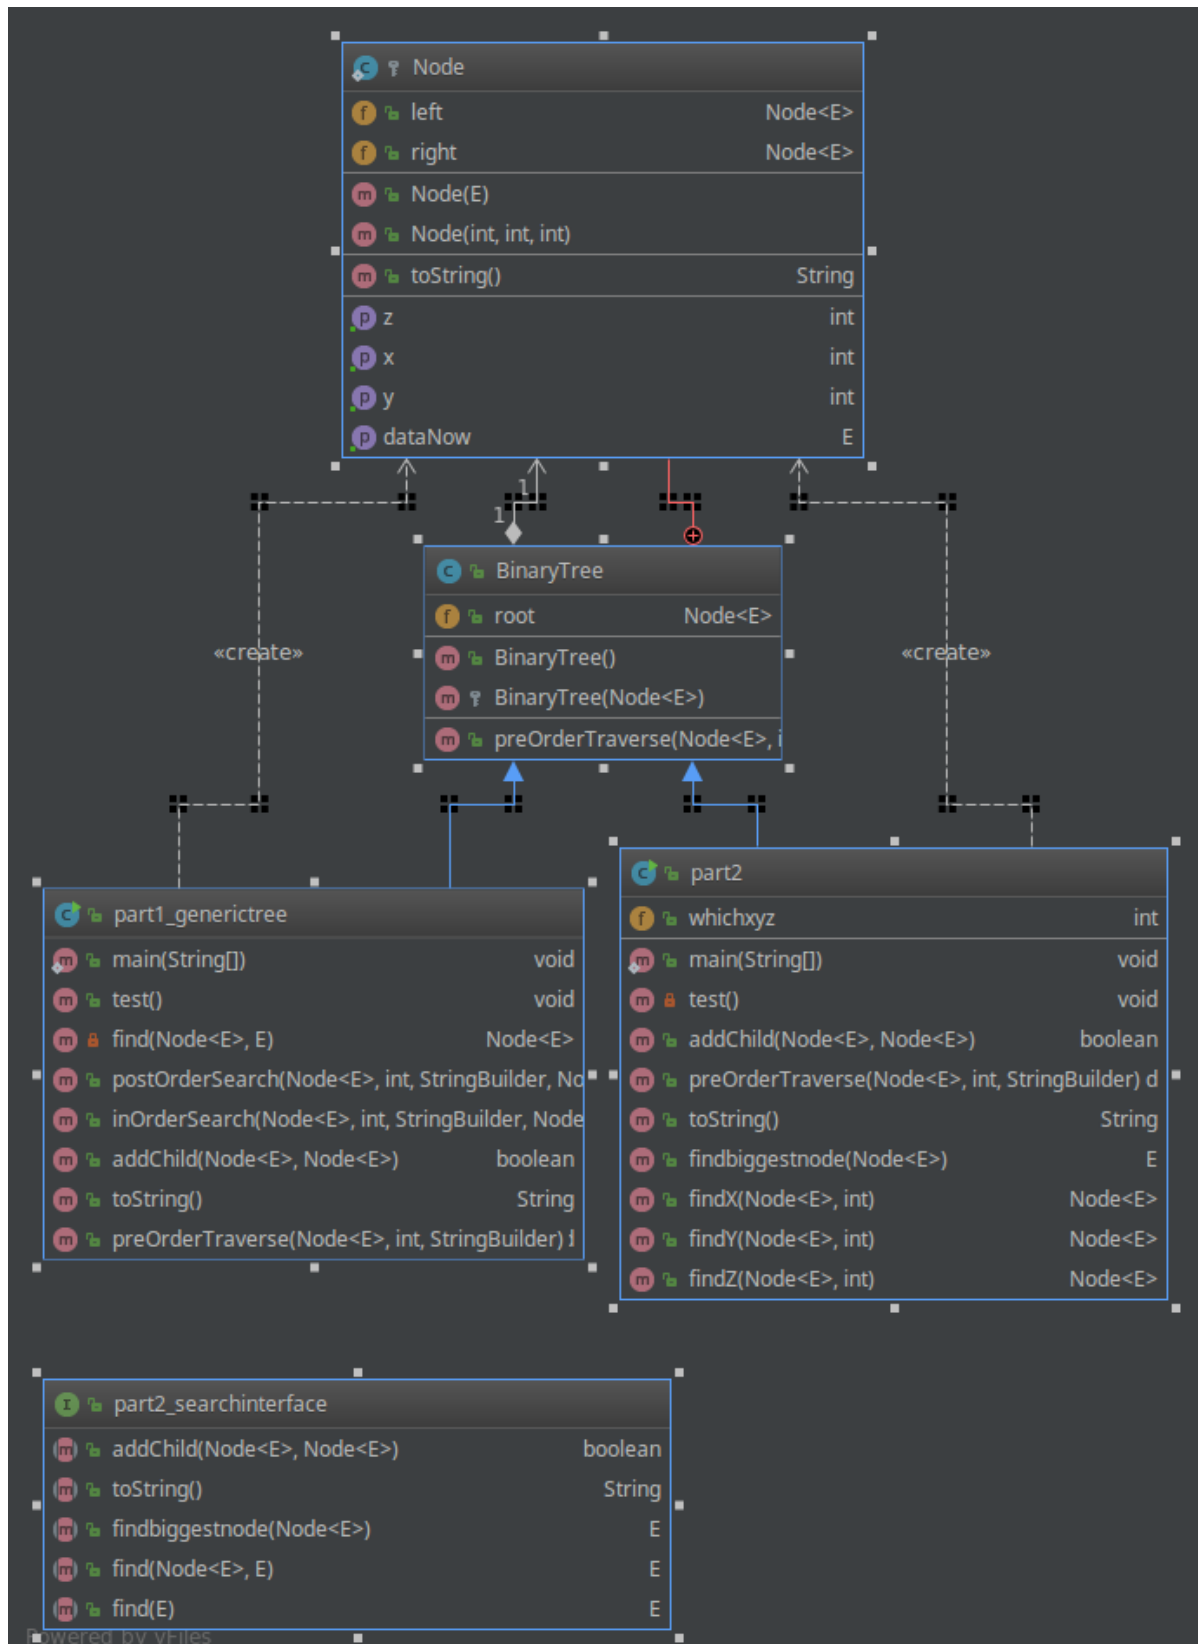 Node
left Node<E>
right Node<E>
Node(E)
Node(int, int, int)
toString() String
z int
x int
y int
dataNow E
1
1
BinaryTree
root Node<E>
BinaryTree()
BinaryTree(Node<E>)
preOrderTraverse(Node<E>, i
«create» «create»
part1_generictree
main(String[]) void
test() void
find(Node<E>, E) Node<E>
postOrderSearch(Node<E>, int, StringBuilder, No
inOrderSearch(Node<E>, int, StringBuilder, Node
addChild(Node<E>, Node<E>) boolean
toString() String
preOrderTraverse(Node<E>, int, StringBuilder)
part2
whichxyz int
main(String[]) void
test() void
addChild(Node<E>, Node<E>) boolean
preOrderTraverse(Node<E>, int, StringBuilder) d
toString() String
findbiggestnode(Node<E>) E
findX(Node<E>, int) Node<E>
findY(Node<E>, int) Node<E>
findZ(Node<E>, int) Node<E>
part2_searchinterface
addChild(Node<E>, Node<E>) boolean
toString() String
findbiggestnode(Node<E>) E
find(Node<E>, E) E
find(E) E
Powered by yFiles